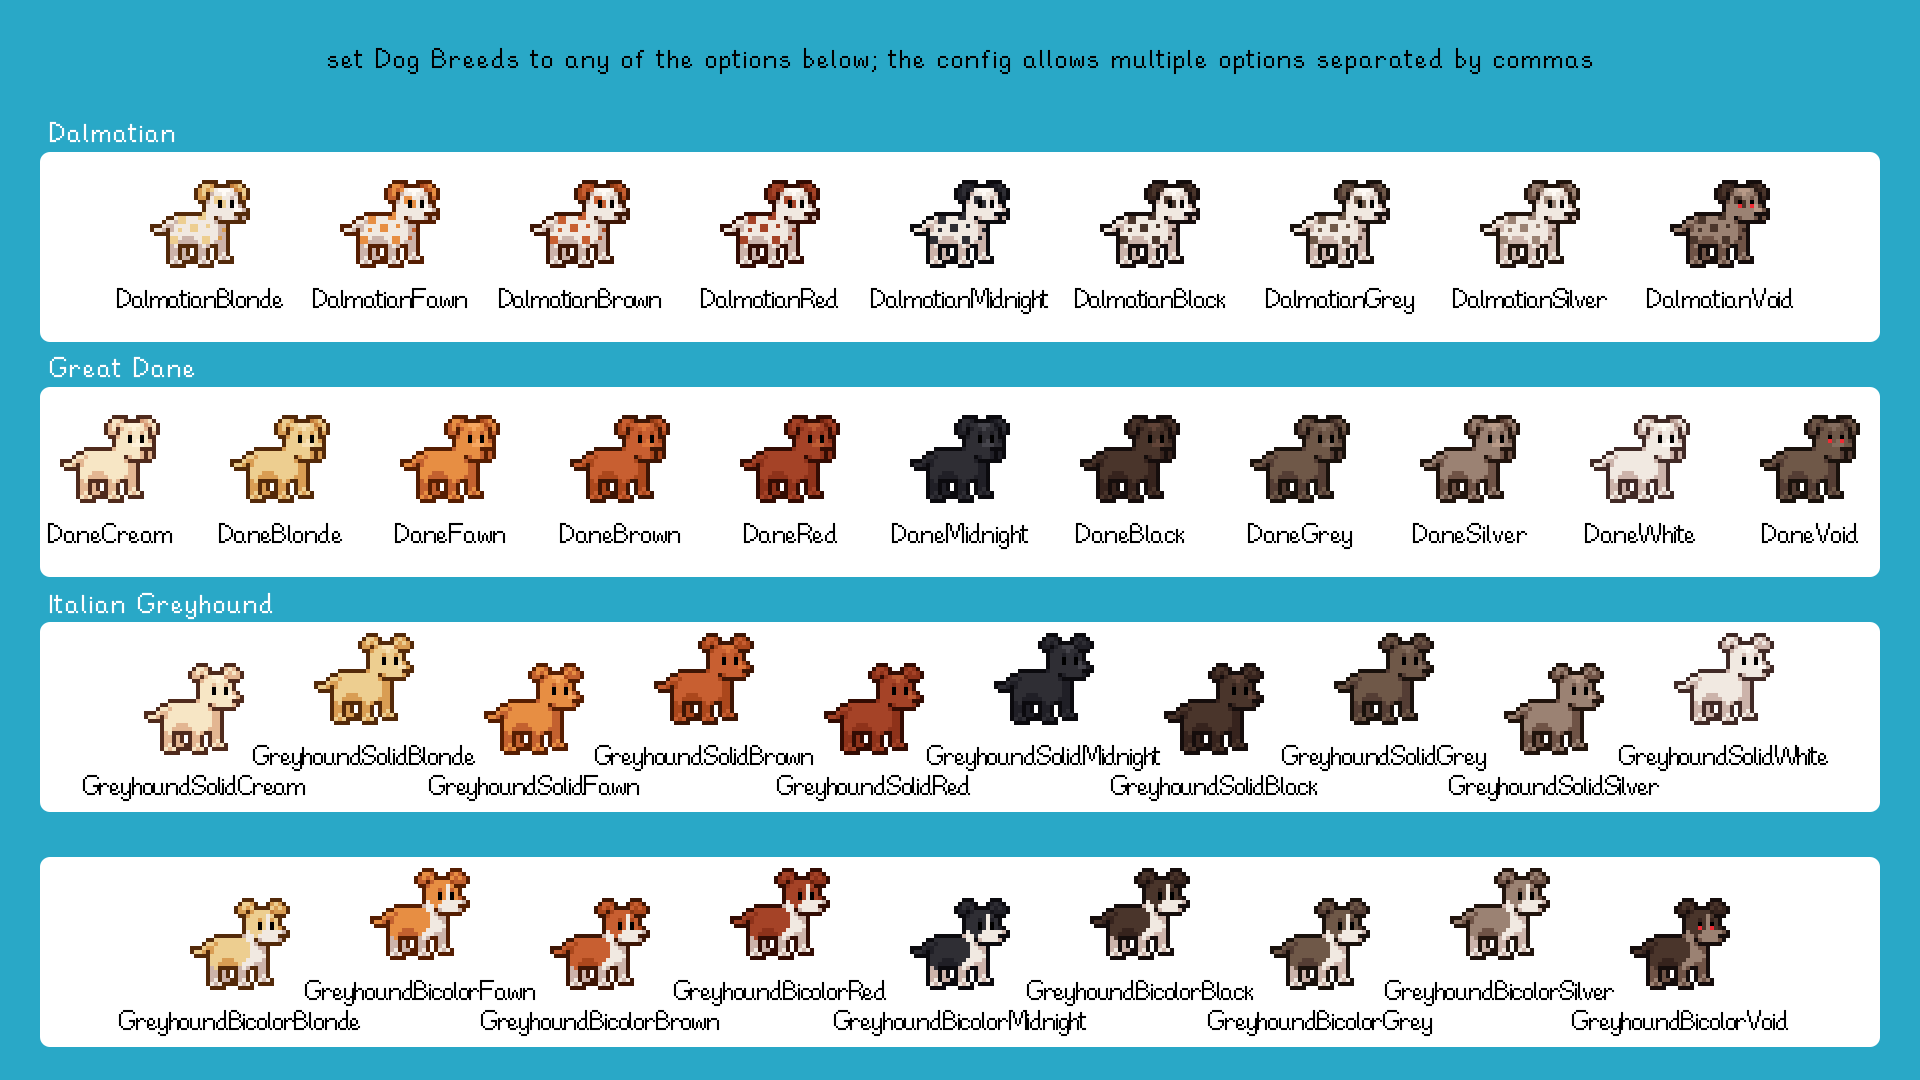 set Dog Breeds to any of the options below; the config allows multiple options separated by commas
Dalmatian
DalmatianBlonde DalmatianFawn DalmatianBrown DalmatianRed DalmatianMidnight DalmatianBlack DalmatianGrey DalmatianSilver DalmatianVoid
Great Dane
DaneCream DaneBlonde DaneFawn DaneBrown DaneRed DaneMidnight DaneBlack DaneGrey DaneSilver DaneWhite DaneVoid
Italian Greyhound
GreyhoundSolidBlonde GreyhoundSolidBrown GreyhoundSolidMidnight GreyhoundSolidGrey GreyhoundSolidWhite
GreyhoundSolidCream GreyhoundSolidFawn GreyhoundSolidRed GreyhoundSolidBlack GreyhoundSolidSilver
GreyhoundBicolorFawn GreyhoundBicolorRed GreyhoundBicolorBlack GreyhoundBicolorSilver
GreyhoundBicolorBlonde GreyhoundBicolorBrown GreyhoundBicolorMidnight GreyhoundBicolorGrey GreyhoundBicolorVoid